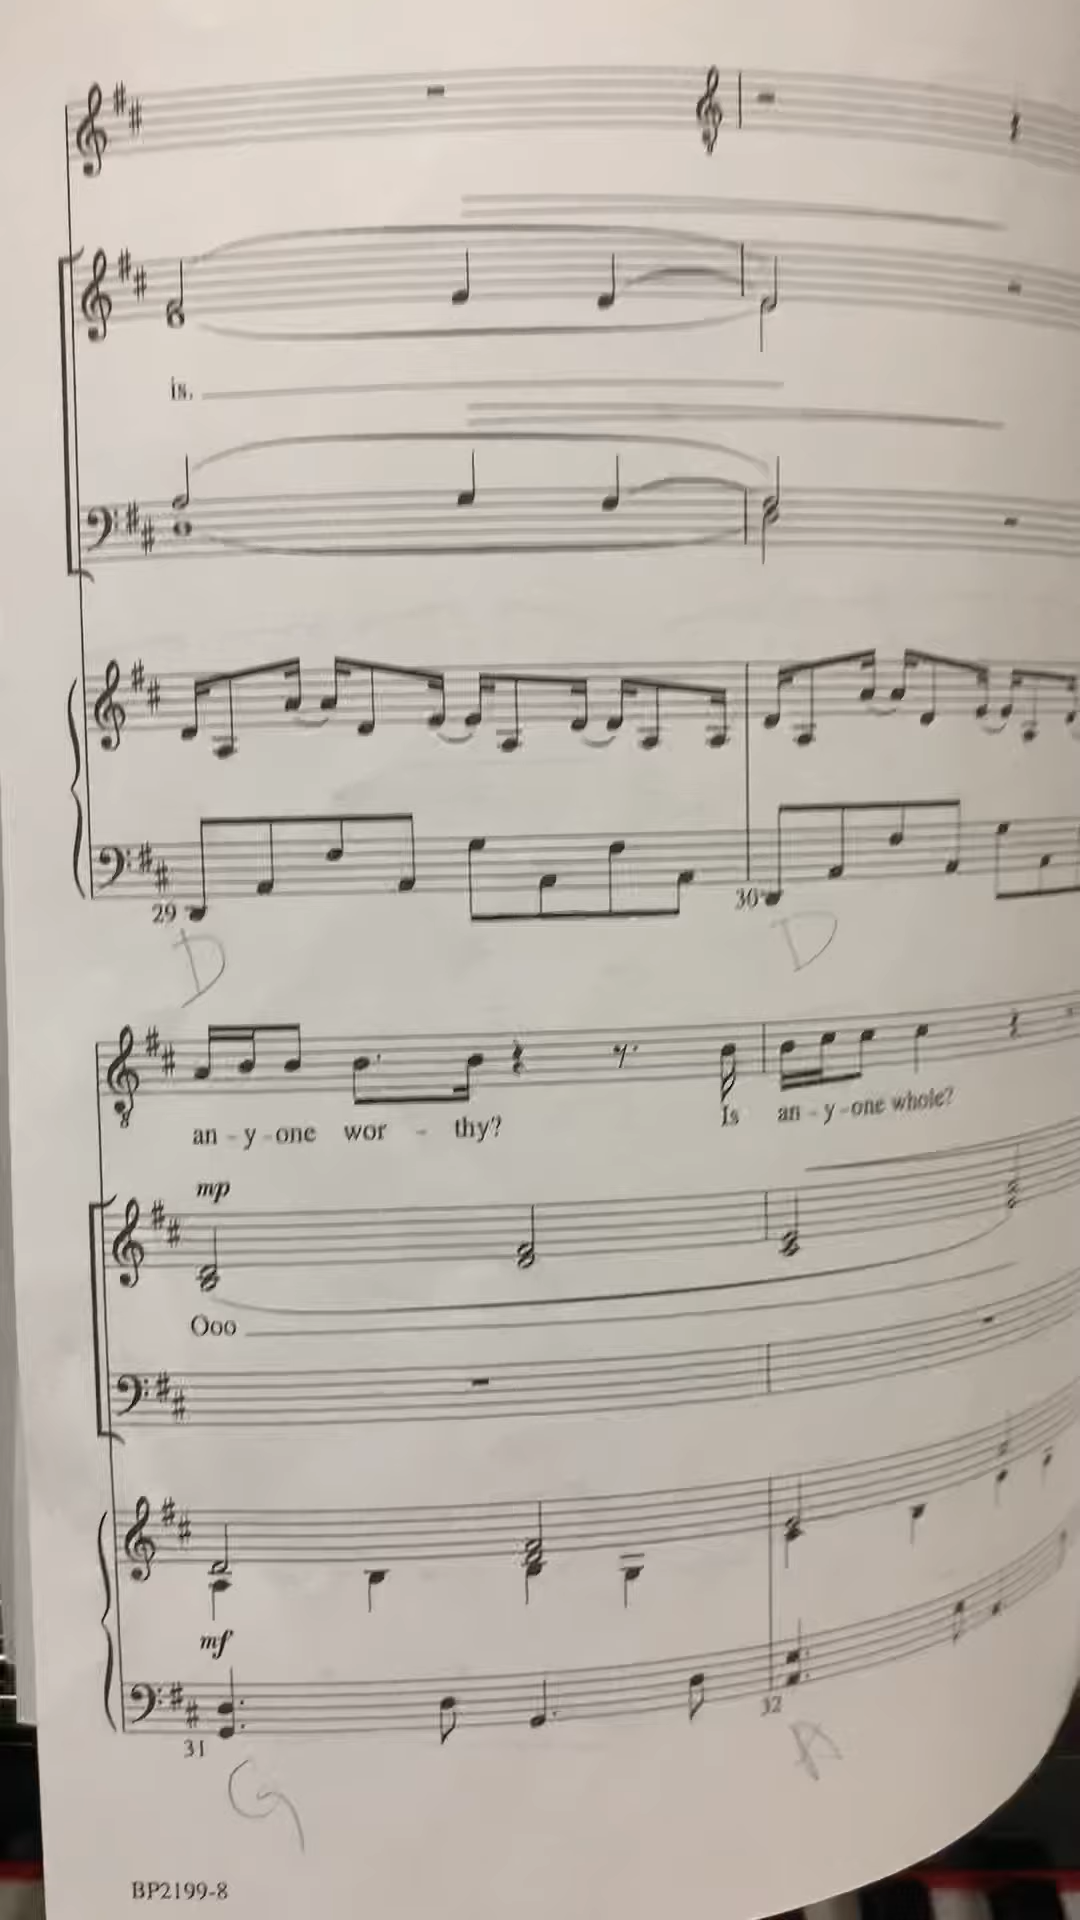 is.
29
30
D
D
an - y - one wor - thy? Is an - y - one whole?
mp
Ooo
mf
31
32
G
A
BP2199-8